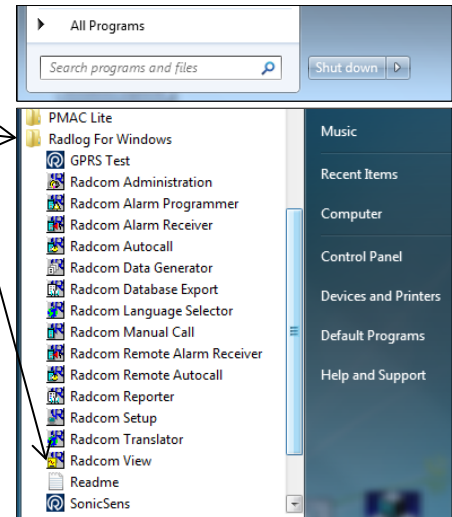 All Programs
Search programs and files
Shut down
PMAC Lite
Radlog For Windows
GPRS Test
Radcom Administration
Radcom Alarm Programmer
Radcom Alarm Receiver
Radcom Autocall
Radcom Data Generator
Radcom Database Export
Radcom Language Selector
Radcom Manual Call
Radcom Remote Alarm Receiver
Radcom Remote Autocall
Radcom Reporter
Radcom Setup
Radcom Translator
Radcom View
Readme
SonicSens
Music
Recent Items
Computer
Control Panel
Devices and Printers
Default Programs
Help and Support